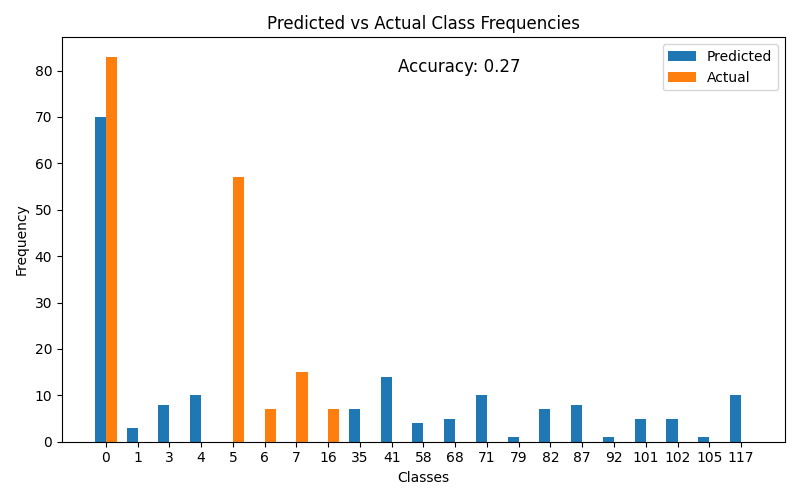 Predicted vs Actual Class Frequencies
Accuracy: 0.27
Predicted
Actual
Frequency
80
70
60
50
40
30
20
10
0
0 1 3 4 5 6 7 16 35 41 58 68 71 79 82 87 92 101 102 105 117
Classes